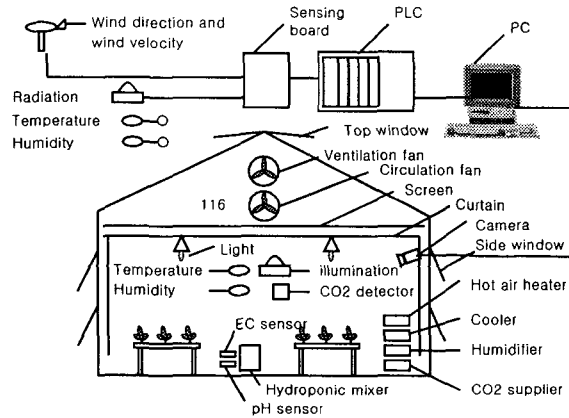 Wind direction and
wind velocity
Sensing
board
PLC
PC
Radiation
Temperature
Humidity
Top window
Ventilation fan
Circulation fan
116
Screen
Curtain
Camera
Side window
Light
Temperature
illumination
Humidity
CO2 detector
Hot air heater
Cooler
Humidifier
CO2 supplier
EC sensor
Hydroponic mixer
pH sensor